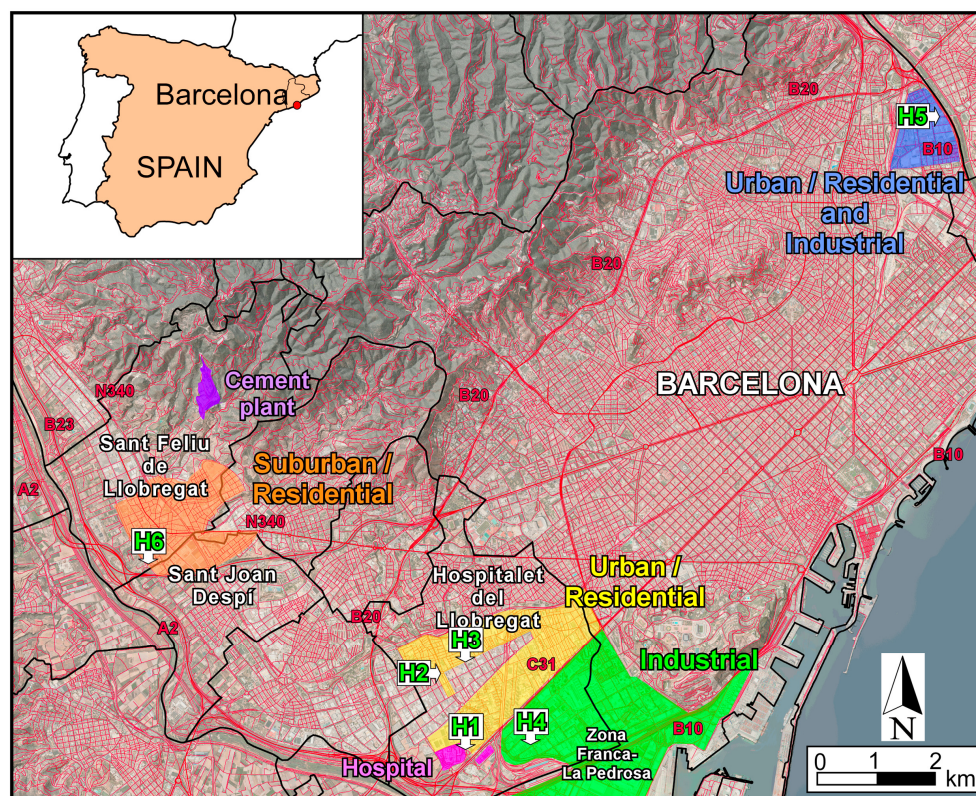 Barcelona
SPAIN
B20
H5
B10
Urban / Residential
and
Industrial
B20
BARCELONA
N340
Cement
plant
B20
B23
Sant Feliu
de
Llobregat
B10
Suburban /
Residential
A2
N340
H6
Sant Joan
Despí
Hospitalet
del
Llobregat
Urban /
Residential
B20
A2
H3
H2
C31
Industrial
H1
H4
B10
Zona
Franca-
La Pedrosa
Hospital
N
0 1 2
km